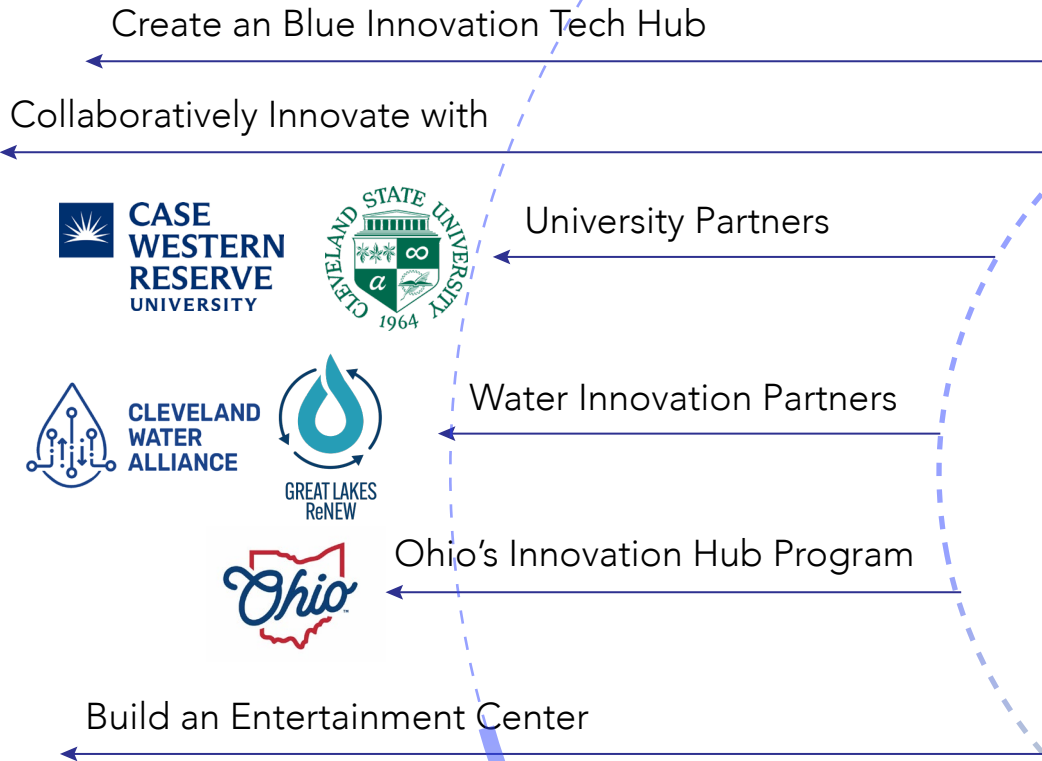 Create an Blue Innovation Tech Hub
Collaboratively Innovate with
CASE
WESTERN
RESERVE
UNIVERSITY
CLEVELAND STATE UNIVERSITY
a
∞
1964
University Partners
CLEVELAND
WATER
ALLIANCE
GREAT LAKES
ReNEW
Water Innovation Partners
Ohio
TM
Ohio's Innovation Hub Program
Build an Entertainment Center